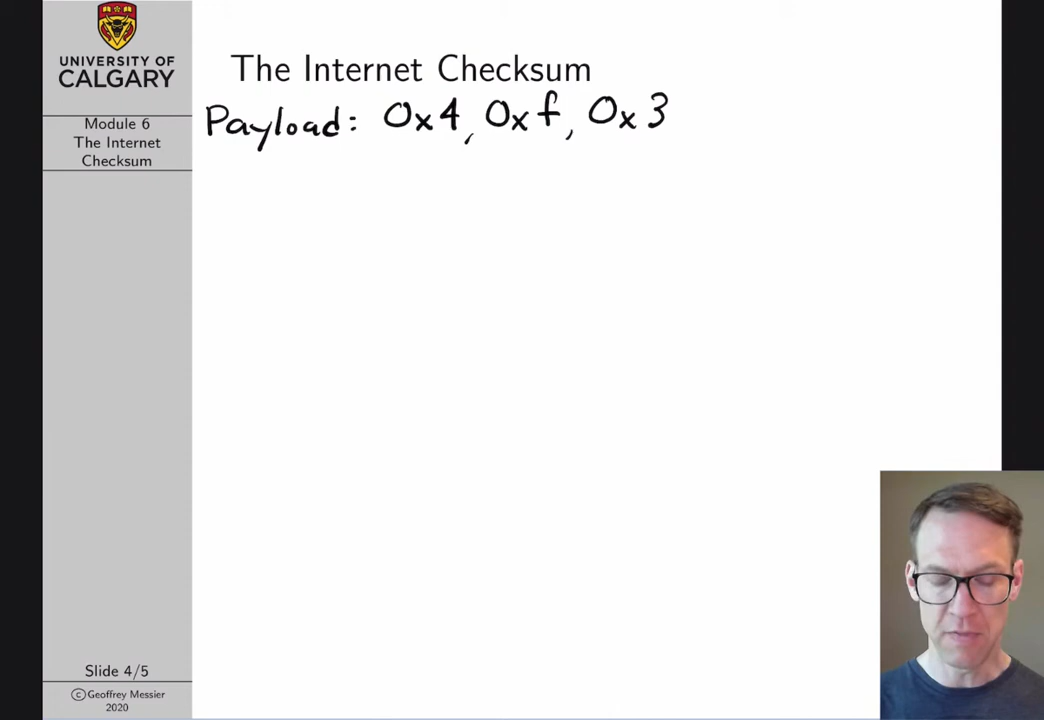 UNIVERSITY OF
CALGARY
Module 6
The Internet
Checksum
The Internet Checksum
Payload: 0x4, 0xf, 0x3
Slide 4/5
©Geoffrey Messier
2020